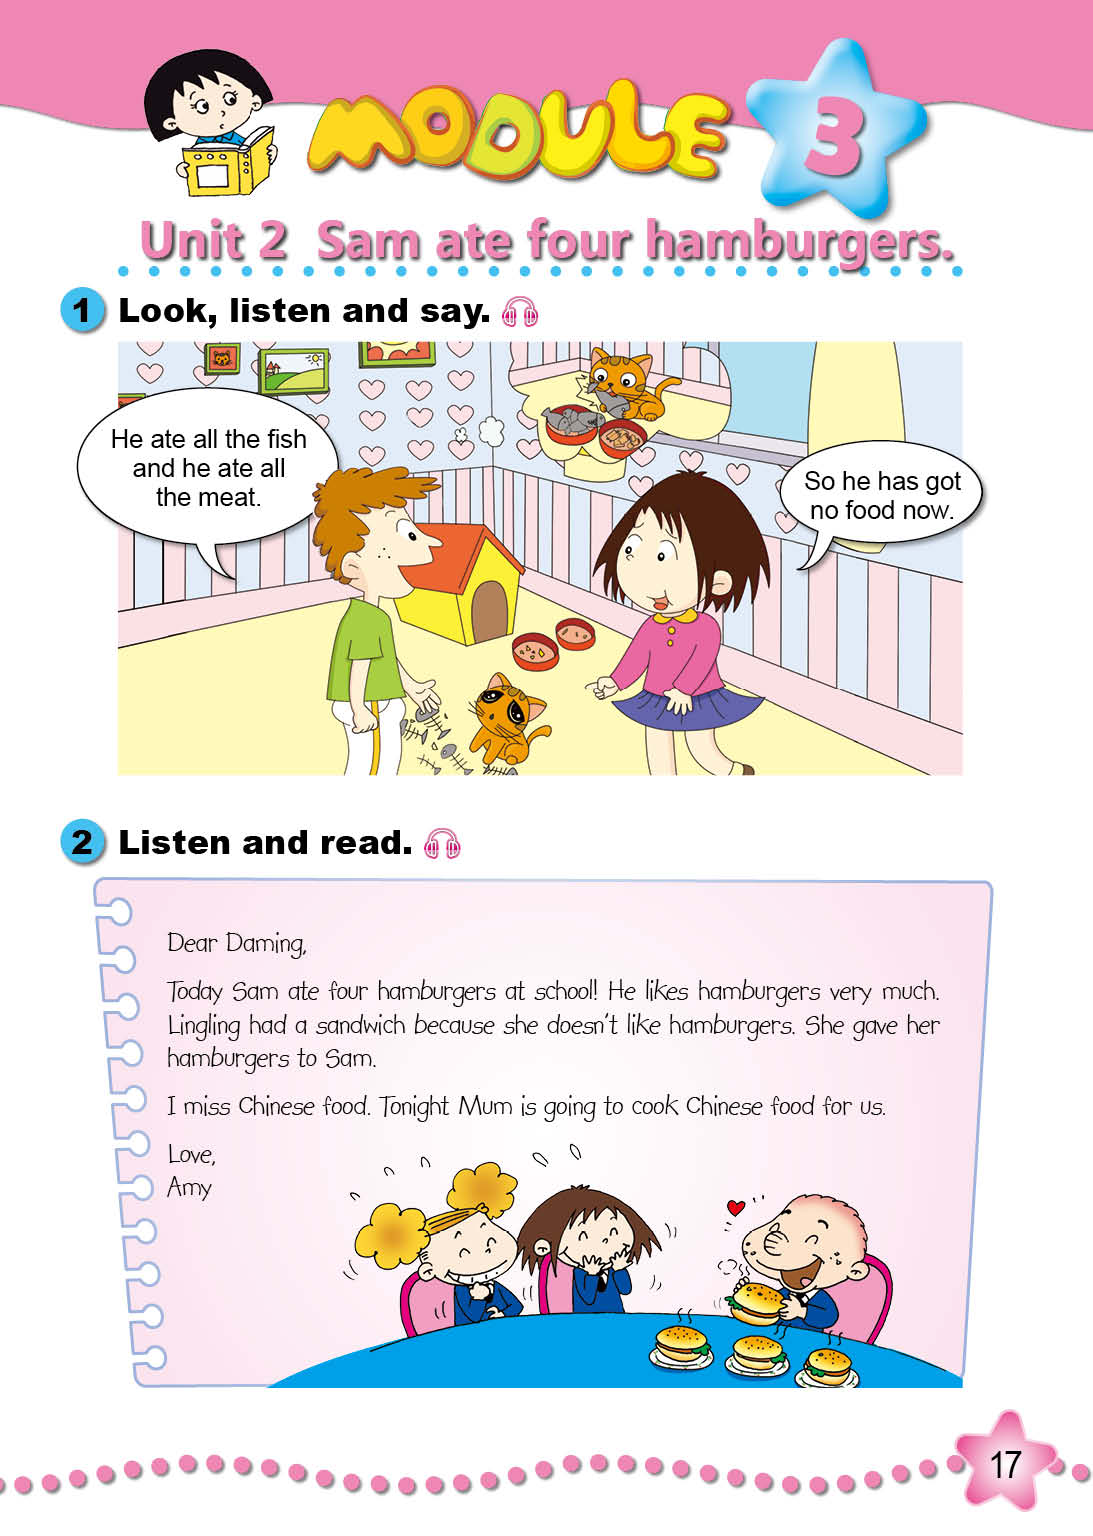 MODULE 3
Unit 2 Sam ate four hamburgers.
1 Look, listen and say.
He ate all the fish
and he ate all
the meat.
So he has got
no food now.
2 Listen and read.
Dear Daming,
Today Sam ate four hamburgers at school! He likes hamburgers very much.
Lingling had a sandwich because she doesn't like hamburgers. She gave her
hamburgers to Sam.
I miss Chinese food. Tonight Mum is going to cook Chinese food for us.
Love,
Amy
17